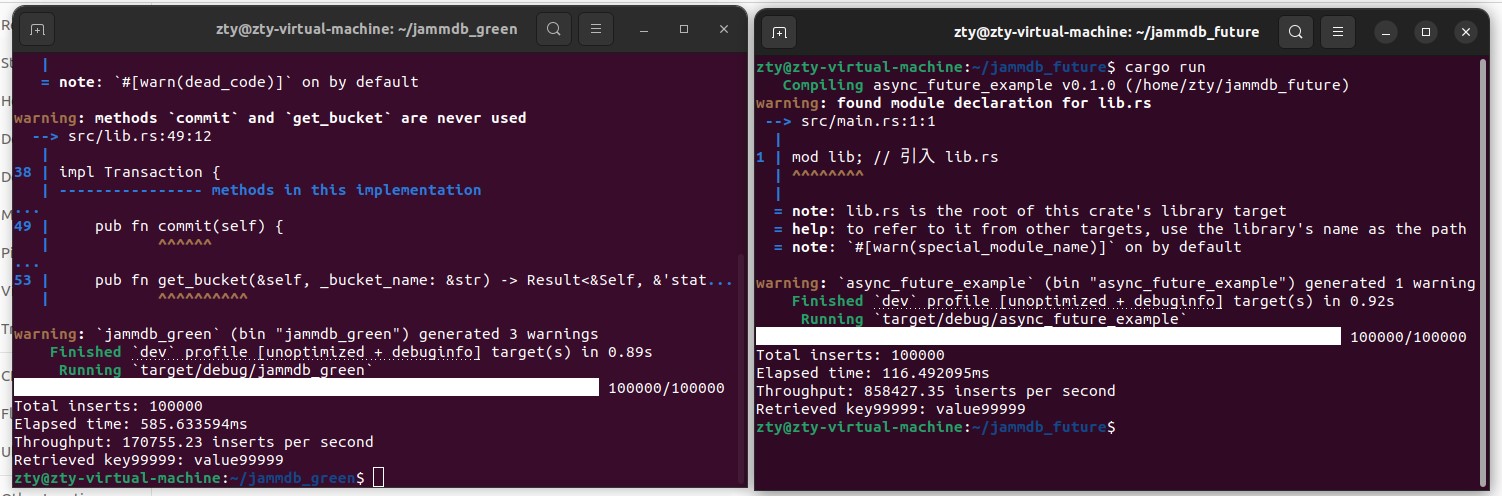 zty@zty-virtual-machine: ~/jammdb_green
|
= note: `#[warn(dead_code)]` on by default
warning: methods `commit` and `get_bucket` are never used
--> src/lib.rs:49:12
|
38 | impl Transaction {
| ---------------- methods in this implementation
...
49 |     pub fn commit(self) {
|            ^^^^^^
...
53 |     pub fn get_bucket(&self, _bucket_name: &str) -> Result<&Self, &'stat...
|            ^^^^^^^^^^
warning: `jammdb_green` (bin "jammdb_green") generated 3 warnings
Finished `dev` profile [unoptimized + debuginfo] target(s) in 0.89s
Running `target/debug/jammdb_green`
100000/100000
Total inserts: 100000
Elapsed time: 585.633594ms
Throughput: 170755.23 inserts per second
Retrieved key99999: value99999
zty@zty-virtual-machine:~/jammdb_green$
zty@zty-virtual-machine: ~/jammdb_future
zty@zty-virtual-machine:~/jammdb_future$ cargo run
Compiling async_future_example v0.1.0 (/home/zty/jammdb_future)
warning: found module declaration for lib.rs
--> src/main.rs:1:1
|
1 | mod lib; // 引入 lib.rs
| ^^^^^^^^
|
= note: lib.rs is the root of this crate's library target
= help: to refer to it from other targets, use the library's name as the path
= note: `#[warn(special_module_name)]` on by default
warning: `async_future_example` (bin "async_future_example") generated 1 warning
Finished `dev` profile [unoptimized + debuginfo] target(s) in 0.92s
Running `target/debug/async_future_example`
100000/100000
Total inserts: 100000
Elapsed time: 116.492095ms
Throughput: 858427.35 inserts per second
Retrieved key99999: value99999
zty@zty-virtual-machine:~/jammdb_future$